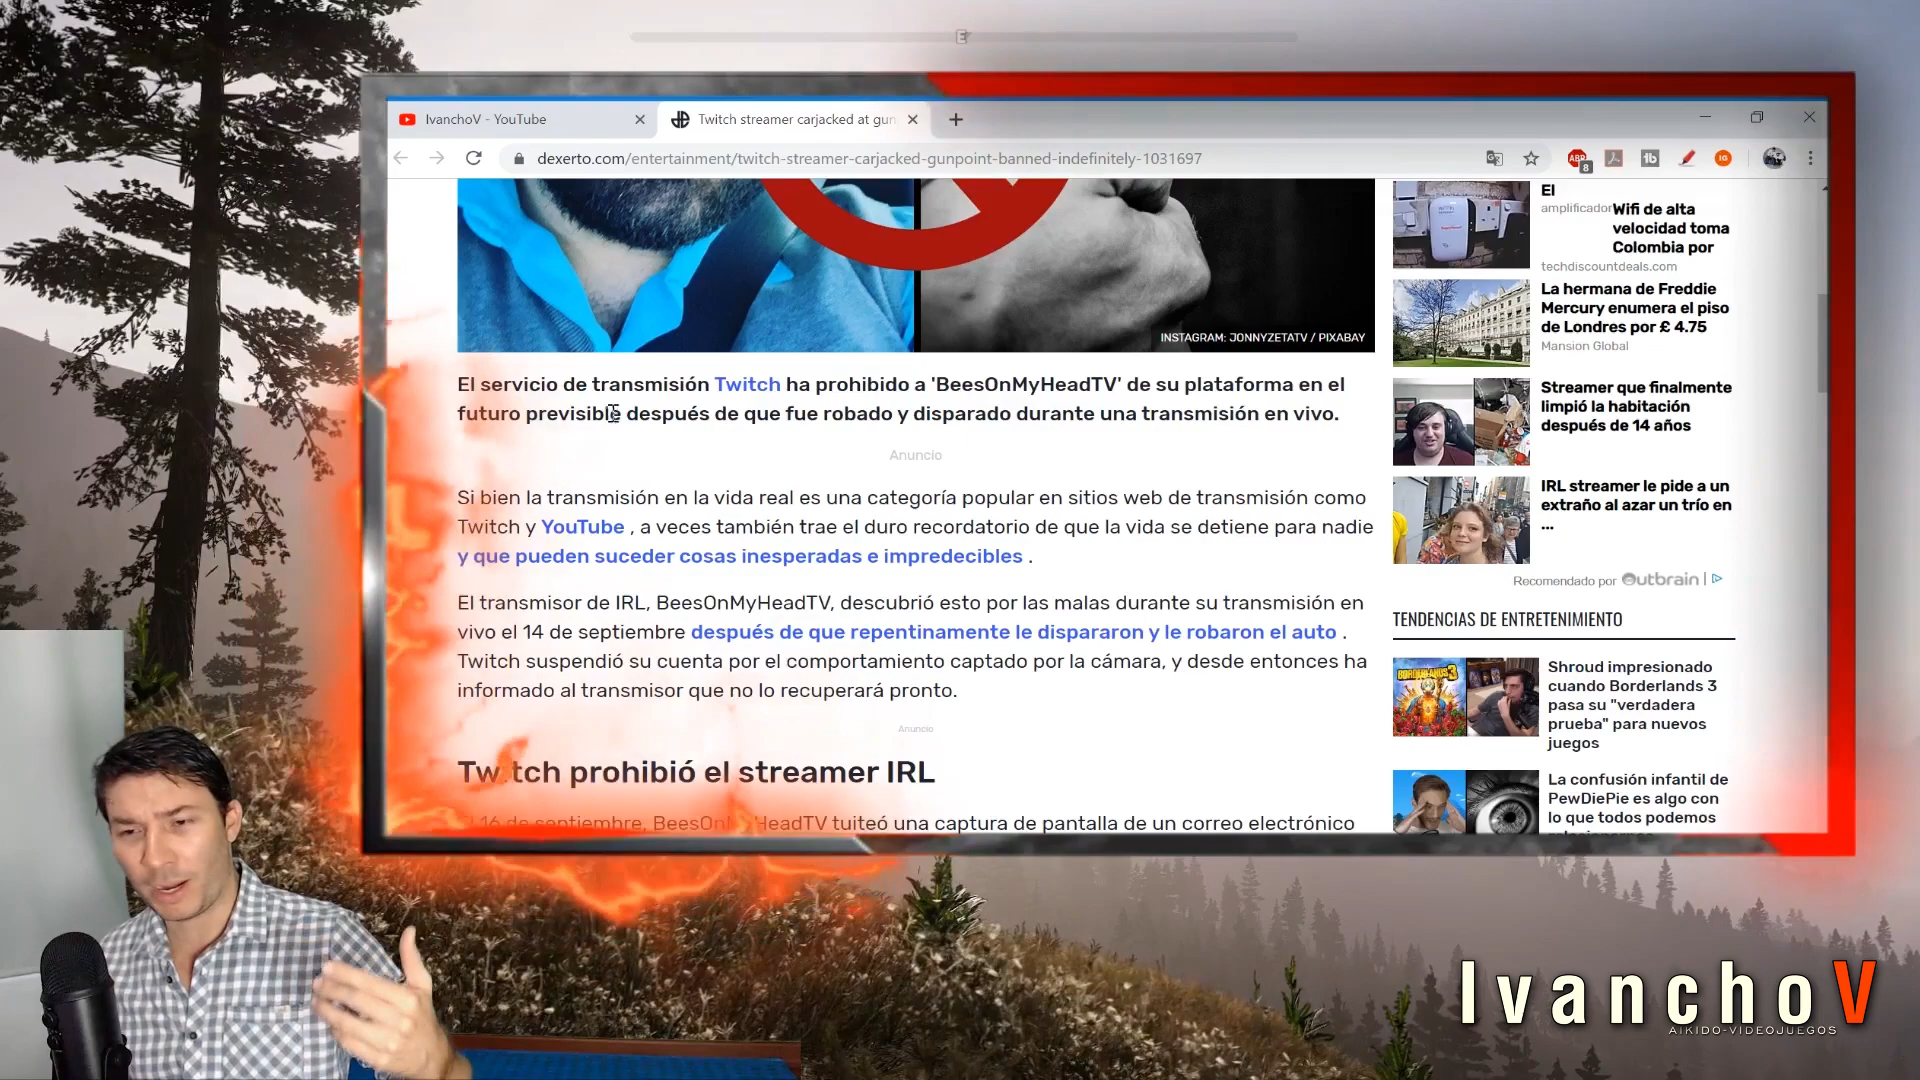 IvanchoV - YouTube
Twitch streamer carjacked at gun
dexerto.com/entertainment/twitch-streamer-carjacked-gunpoint-banned-indefinitely-1031697
ABP
8
1b
IG
INSTAGRAM: JONNYZETATV / PIXABAY
El servicio de transmisión Twitch ha prohibido a 'BeesOnMyHeadTV' de su plataforma en el
futuro previsible después de que fue robado y disparado durante una transmisión en vivo.
Anuncio
Si bien la transmisión en la vida real es una categoría popular en sitios web de transmisión como
Twitch y YouTube , a veces también trae el duro recordatorio de que la vida se detiene para nadie
y que pueden suceder cosas inesperadas e impredecibles .
El transmisor de IRL, BeesOnMyHeadTV, descubrió esto por las malas durante su transmisión en
vivo el 14 de septiembre después de que repentinamente le dispararon y le robaron el auto .
Twitch suspendió su cuenta por el comportamiento captado por la cámara, y desde entonces ha
informado al transmisor que no lo recuperará pronto.
Anuncio
Twitch prohibió el streamer IRL
El 16 de septiembre, BeesOnMyHeadTV tuiteó una captura de pantalla de un correo electrónico
El
amplificador Wifi de alta
velocidad toma
Colombia por
techdiscountdeals.com
La hermana de Freddie
Mercury enumera el piso
de Londres por £ 4.75
Mansion Global
Streamer que finalmente
limpió la habitación
después de 14 años
IRL streamer le pide a un
extraño al azar un trío en
...
Recomendado por Outbrain
TENDENCIAS DE ENTRETENIMIENTO
BORDERLANDS 3
Shroud impresionado
cuando Borderlands 3
pasa su "verdadera
prueba" para nuevos
juegos
La confusión infantil de
PewDiePie es algo con
lo que todos podemos
IvanchoV
AIKIDO-VIDEOJUEGOS